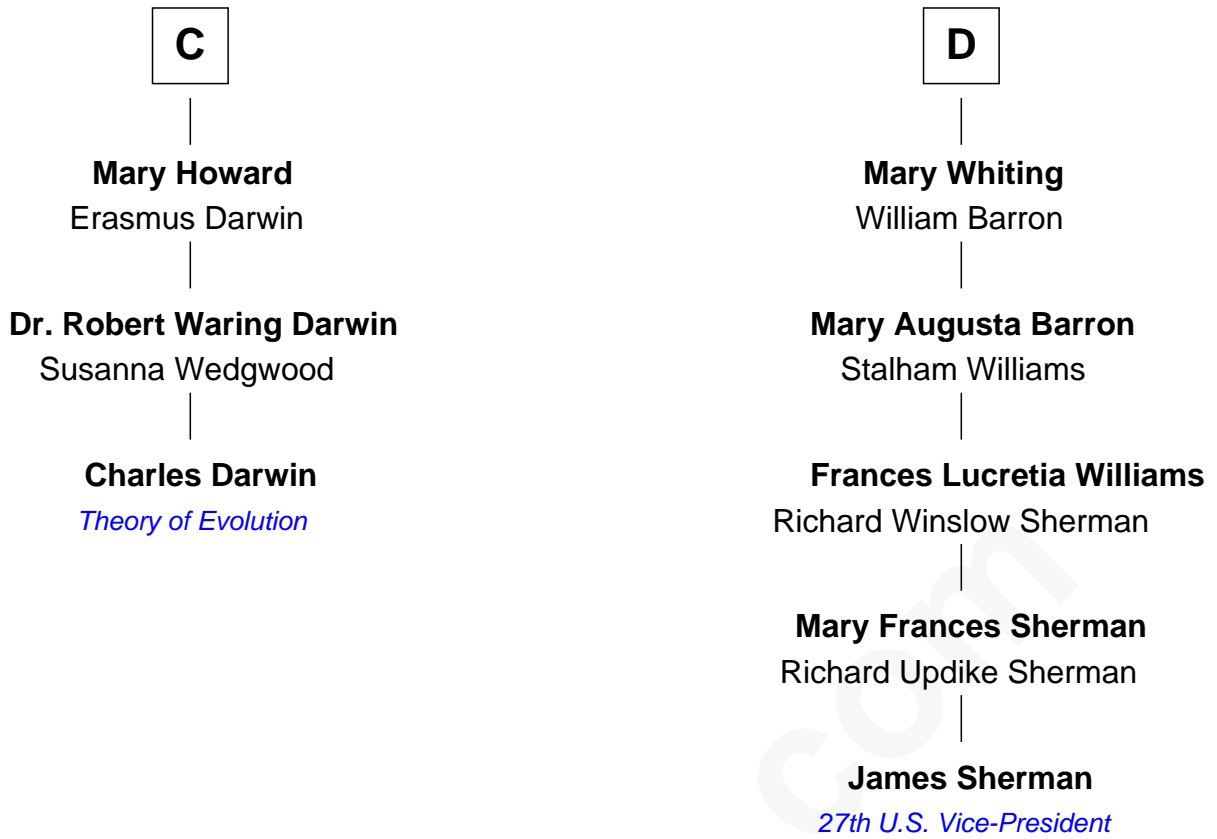 C
Mary Howard
Erasmus Darwin
Dr. Robert Waring Darwin
Susanna Wedgwood
Charles Darwin
Theory of Evolution
D
Mary Whiting
William Barron
Mary Augusta Barron
Stalham Williams
Frances Lucretia Williams
Richard Winslow Sherman
Mary Frances Sherman
Richard Updike Sherman
James Sherman
27th U.S. Vice-President
com